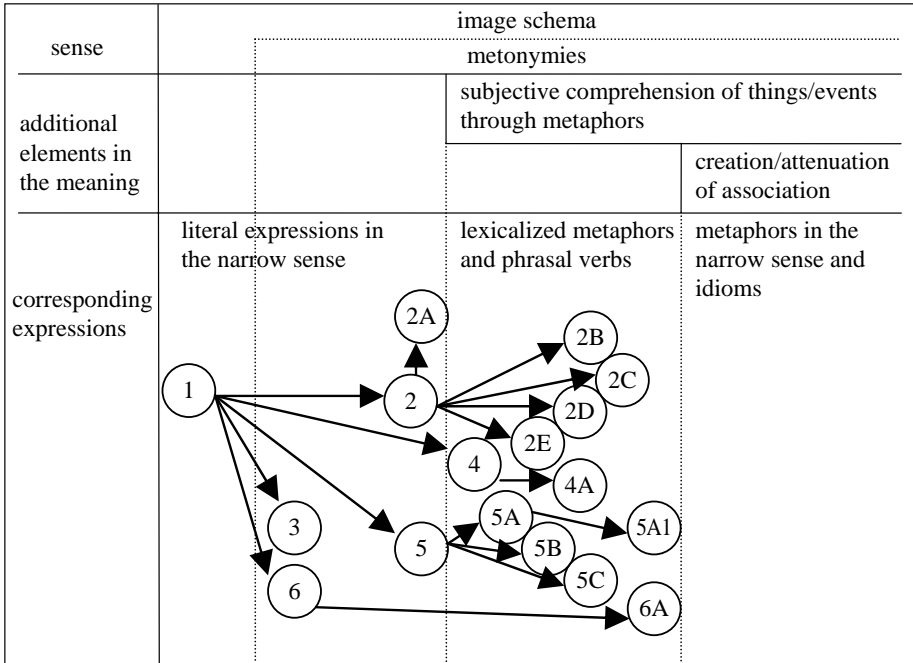 image schema
sense
metonymies
subjective comprehension of things/events
through metaphors
additional
elements in
the meaning
creation/attenuation
of association
literal expressions in
the narrow sense
lexicalized metaphors
and phrasal verbs
metaphors in the
narrow sense and
idioms
corresponding
expressions
2A
2B
2C
1
2
2D
2E
4
4A
3
5
5A
5A1
5B
5C
6
6A